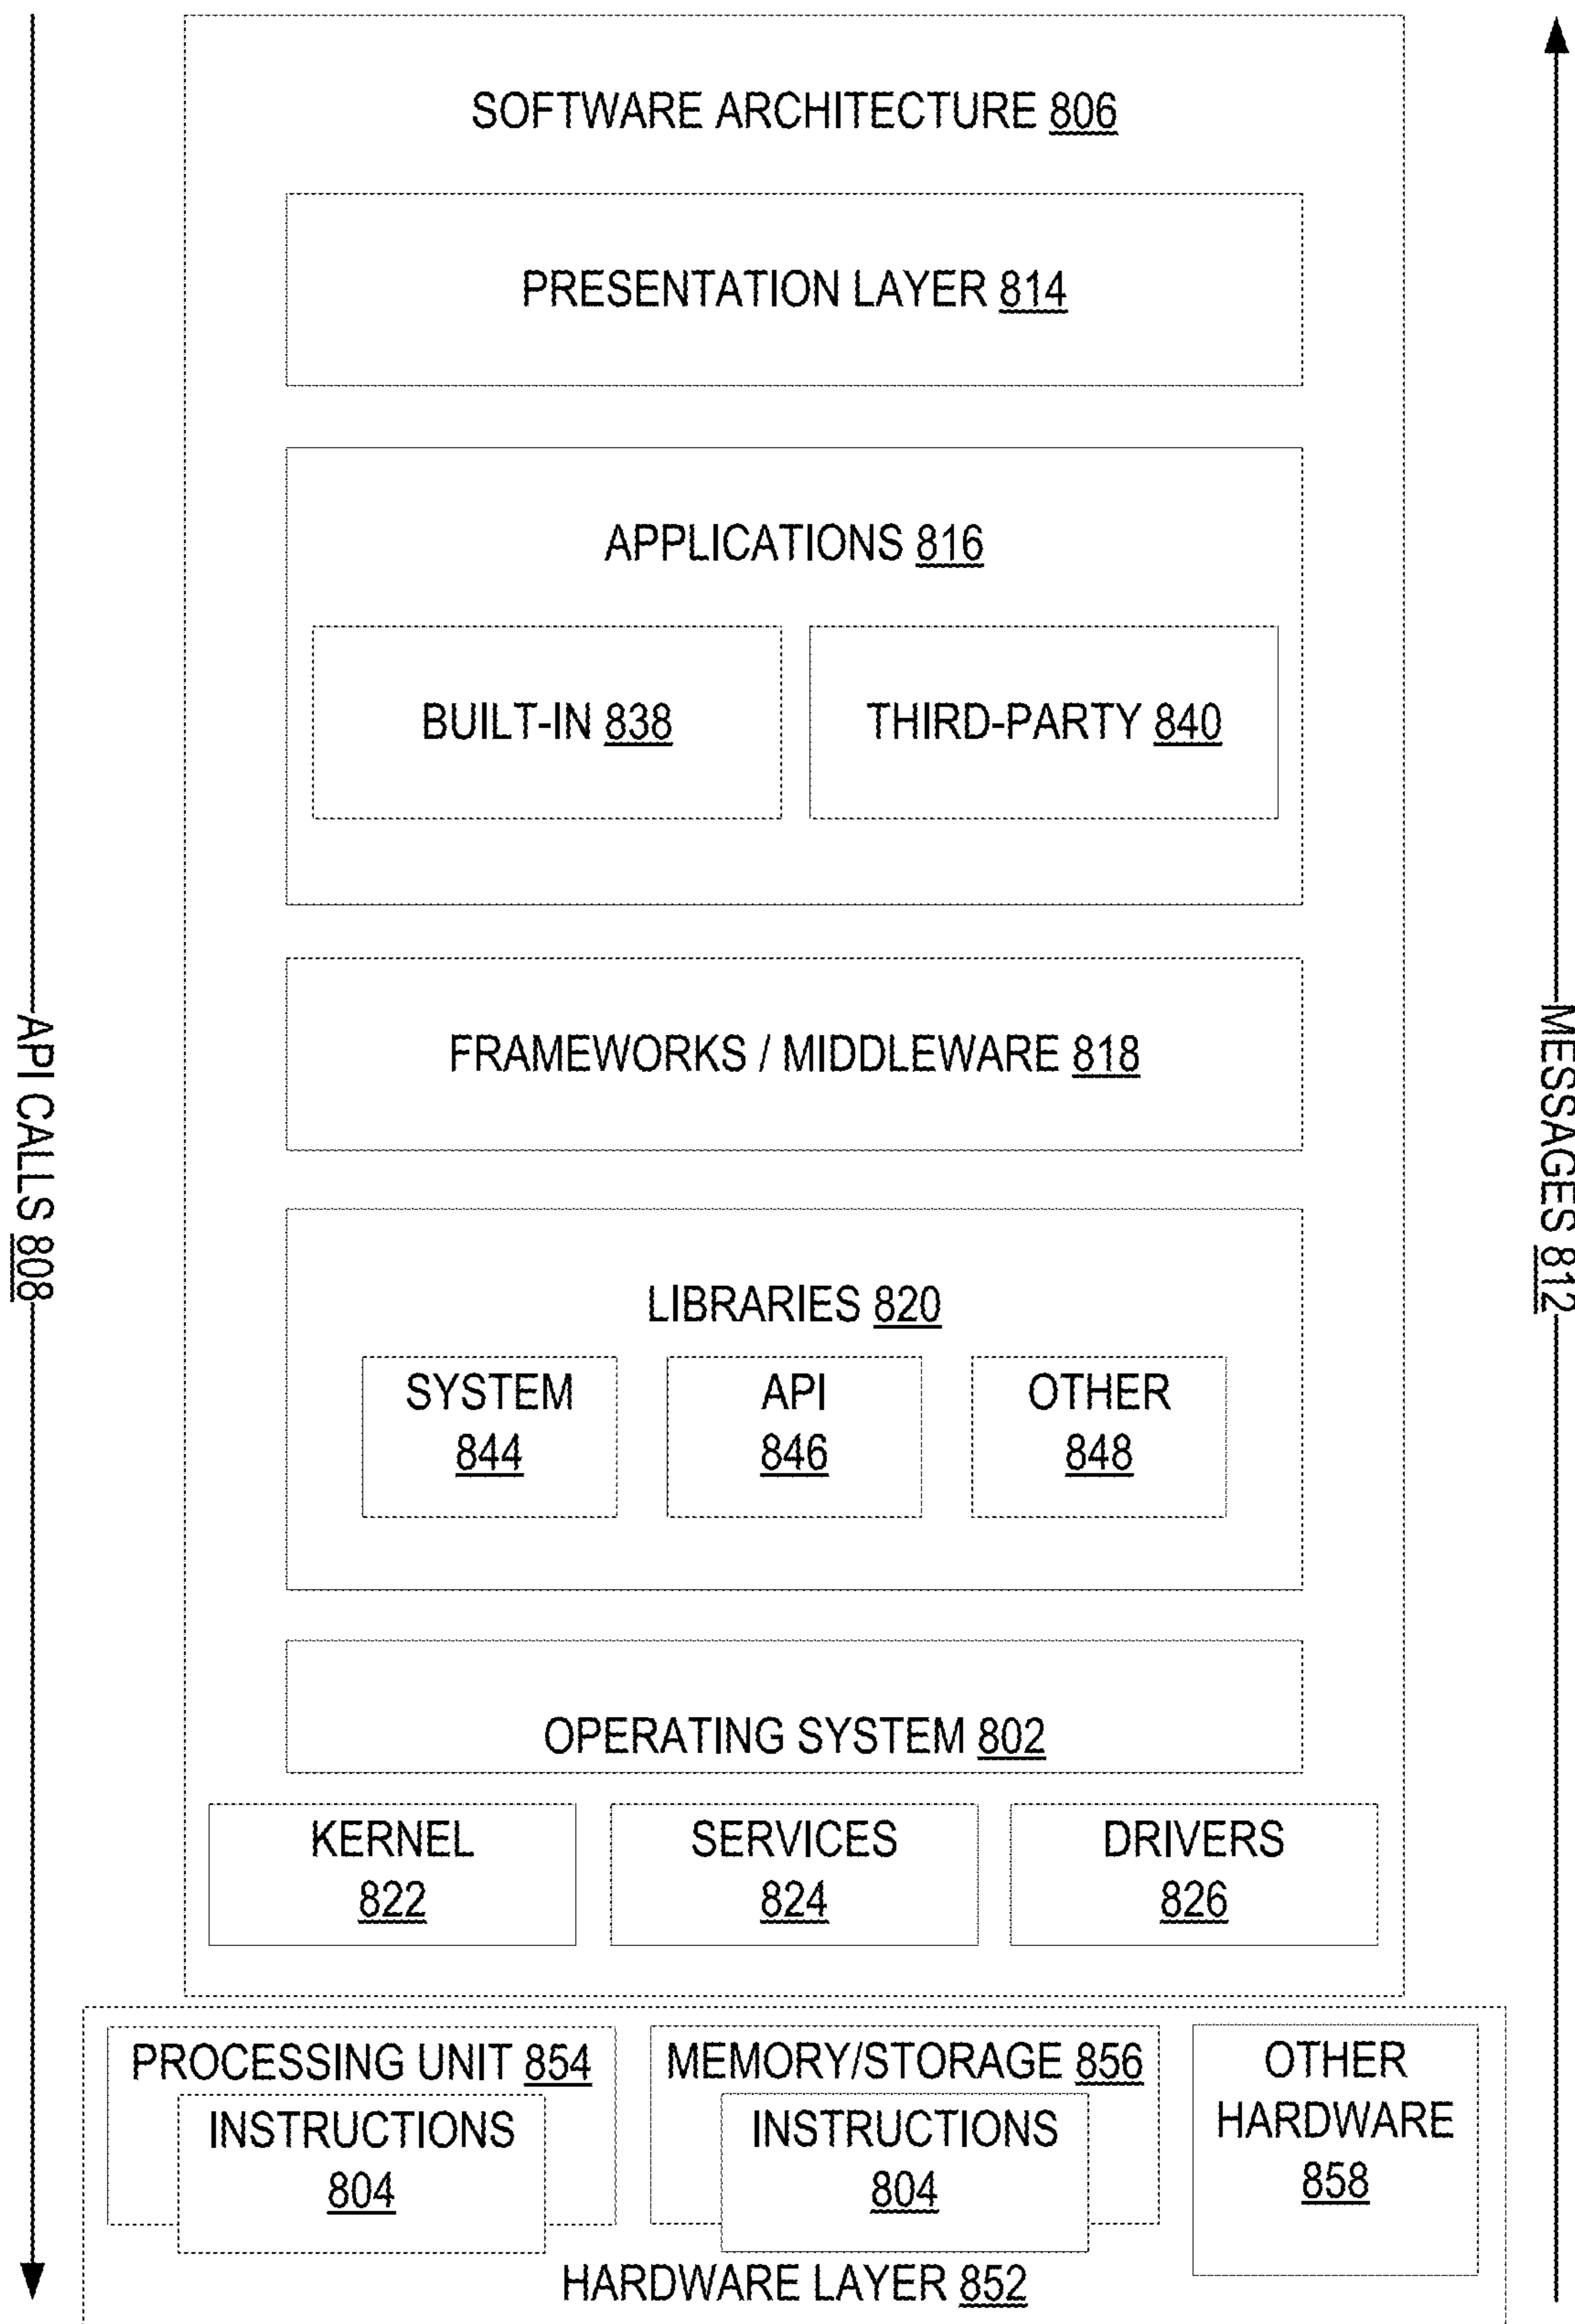 SOFTWARE ARCHITECTURE 806
PRESENTATION LAYER 814
APPLICATIONS 816
BUILT-IN 838
THIRD-PARTY 840
FRAMEWORKS / MIDDLEWARE 818
API CALLS 808
MESSAGES 812
LIBRARIES 820
SYSTEM
844
API
846
OTHER
848
OPERATING SYSTEM 802
KERNEL
822
SERVICES
824
DRIVERS
826
PROCESSING UNIT 854
INSTRUCTIONS
804
MEMORY/STORAGE 856
INSTRUCTIONS
804
OTHER
HARDWARE
858
HARDWARE LAYER 852